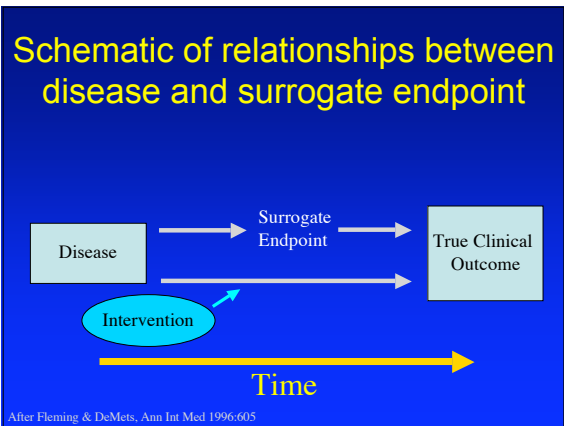 Schematic of relationships between
disease and surrogate endpoint
Surrogate
Endpoint
Disease
True Clinical
Outcome
Intervention
Time
After Fleming & DeMets, Ann Int Med 1996:605